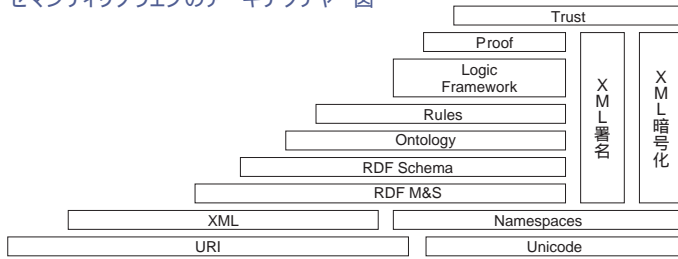 セマンティックウェブのアーキテクチャー図
Trust
Proof
Logic
Framework
Rules
Ontology
RDF Schema
RDF M&S
XML署名
XML暗号化
XML
Namespaces
URI
Unicode